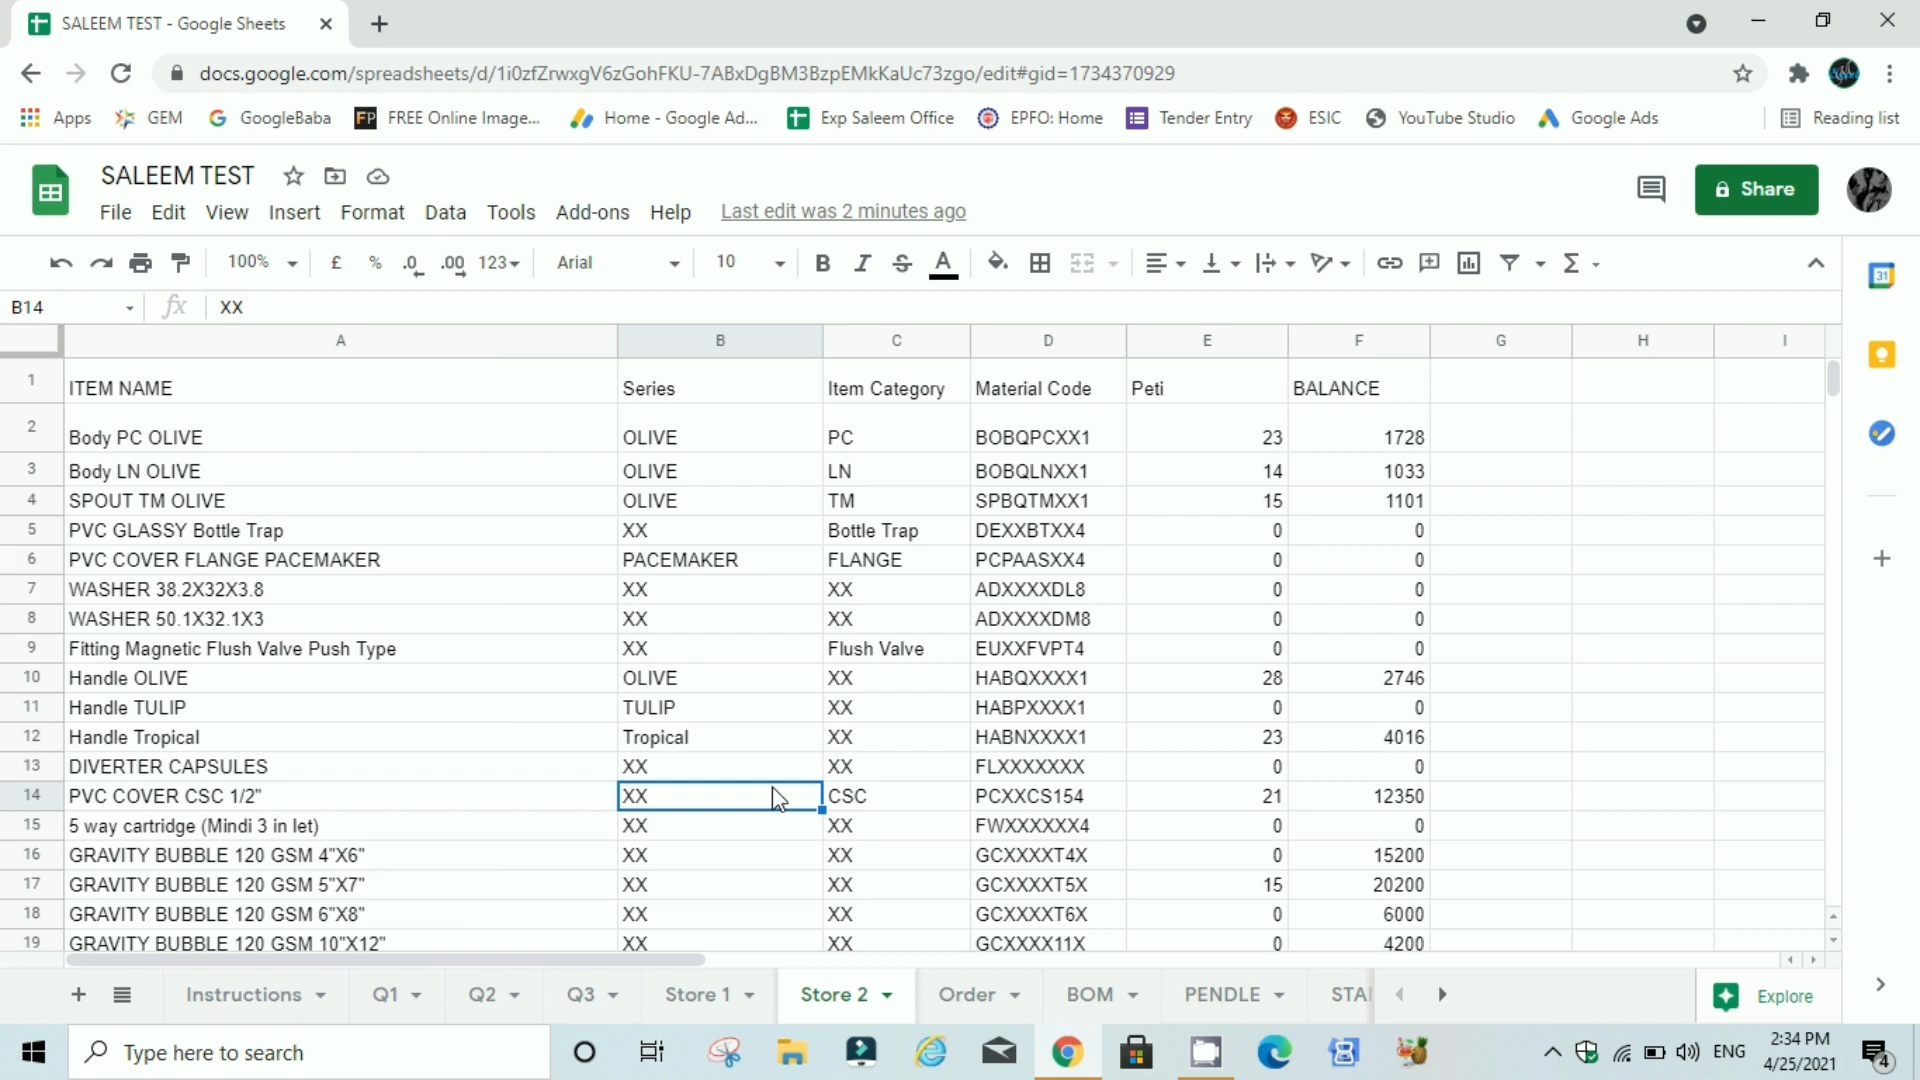 SALEEM TEST - Google Sheets
docs.google.com/spreadsheets/d/1i0zfZrwxgV6zGohFKU-7ABxDgBM3BzpEMkKaUc73zgo/edit#gid=1734370929
Apps GEM GoogleBaba FP FREE Online Image... Home - Google Ad... Exp Saleem Office EPFO: Home Tender Entry ESIC YouTube Studio Google Ads Reading list
SALEEM TEST
Share
File Edit View Insert Format Data Tools Add-ons Help Last edit was 2 minutes ago
100% £ % .0 .00 123 Arial 10 B I S A Σ
31
B14 fx XX
A B C D E F G H I
1 ITEM NAME Series Item Category Material Code Peti BALANCE
2 Body PC OLIVE OLIVE PC BOBQPCXX1 23 1728
3 Body LN OLIVE OLIVE LN BOBQLNXX1 14 1033
4 SPOUT TM OLIVE OLIVE TM SPBQTMXX1 15 1101
5 PVC GLASSY Bottle Trap XX Bottle Trap DEXXBTXX4 0 0
6 PVC COVER FLANGE PACEMAKER PACEMAKER FLANGE PCPAASXX4 0 0
7 WASHER 38.2X32X3.8 XX XX ADXXXXDL8 0 0
8 WASHER 50.1X32.1X3 XX XX ADXXXXDM8 0 0
9 Fitting Magnetic Flush Valve Push Type XX Flush Valve EUXXFVPT4 0 0
10 Handle OLIVE OLIVE XX HABQXXXX1 28 2746
11 Handle TULIP TULIP XX HABPXXXX1 0 0
12 Handle Tropical Tropical XX HABNXXXX1 23 4016
13 DIVERTER CAPSULES XX XX FLXXXXXXX 0 0
14 PVC COVER CSC 1/2" XX CSC PCXXCS154 21 12350
15 5 way cartridge (Mindi 3 in let) XX XX FWXXXXXX4 0 0
16 GRAVITY BUBBLE 120 GSM 4"X6" XX XX GCXXXXT4X 0 15200
17 GRAVITY BUBBLE 120 GSM 5"X7" XX XX GCXXXXT5X 15 20200
18 GRAVITY BUBBLE 120 GSM 6"X8" XX XX GCXXXXT6X 0 6000
19 GRAVITY BUBBLE 120 GSM 10"X12" XX XX GCXXXX11X 0 4200
Instructions Q1 Q2 Q3 Store 1 Store 2 Order BOM PENDLE STA Explore
Type here to search
ENG 2:34 PM 4
4/25/2021